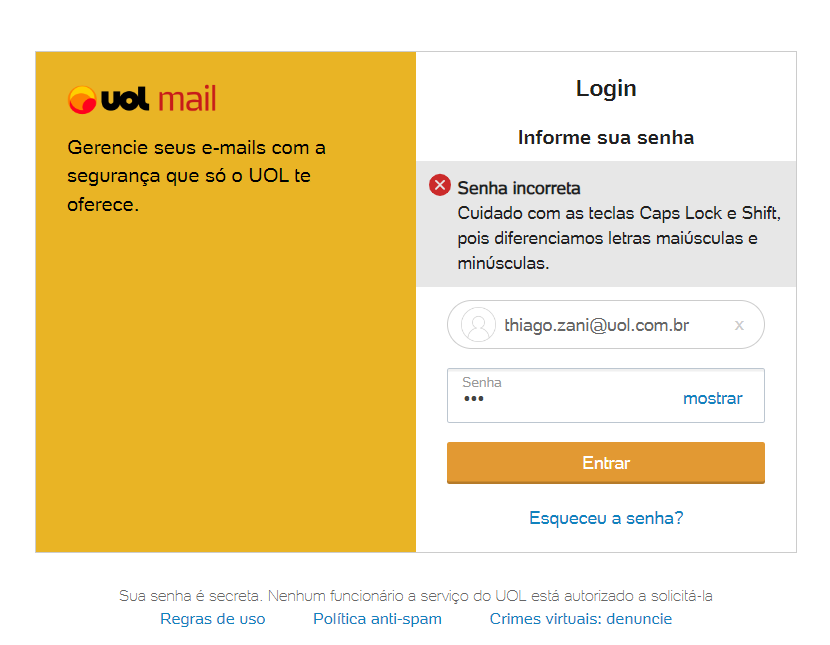 uol mail
Gerencie seus e-mails com a
segurança que só o UOL te
oferece.
Login
Informe sua senha
Senha incorreta
Cuidado com as teclas Caps Lock e Shift,
pois diferenciamos letras maiúsculas e
minúsculas.
thiago.zani@uol.com.br x
Senha
••• mostrar
Entrar
Esqueceu a senha?
Sua senha é secreta. Nenhum funcionário a serviço do UOL está autorizado a solicitá-la
Regras de uso Política anti-spam Crimes virtuais: denuncie